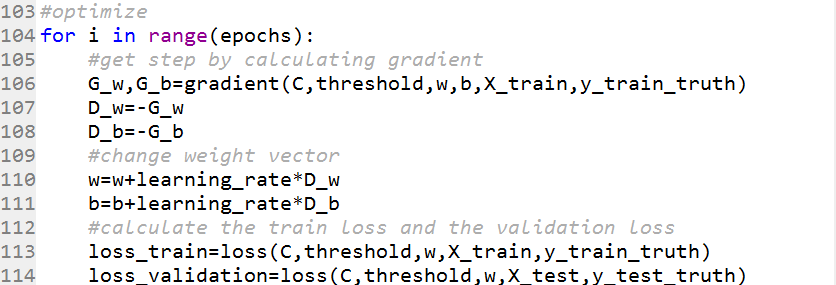 103 #optimize
104 for i in range(epochs):
105     #get step by calculating gradient
106     G_w,G_b=gradient(C,threshold,w,b,X_train,y_train_truth)
107     D_w=-G_w
108     D_b=-G_b
109     #change weight vector
110     w=w+learning_rate*D_w
111     b=b+learning_rate*D_b
112     #calculate the train loss and the validation loss
113     loss_train=loss(C,threshold,w,X_train,y_train_truth)
114     loss_validation=loss(C,threshold,w,X_test,y_test_truth)